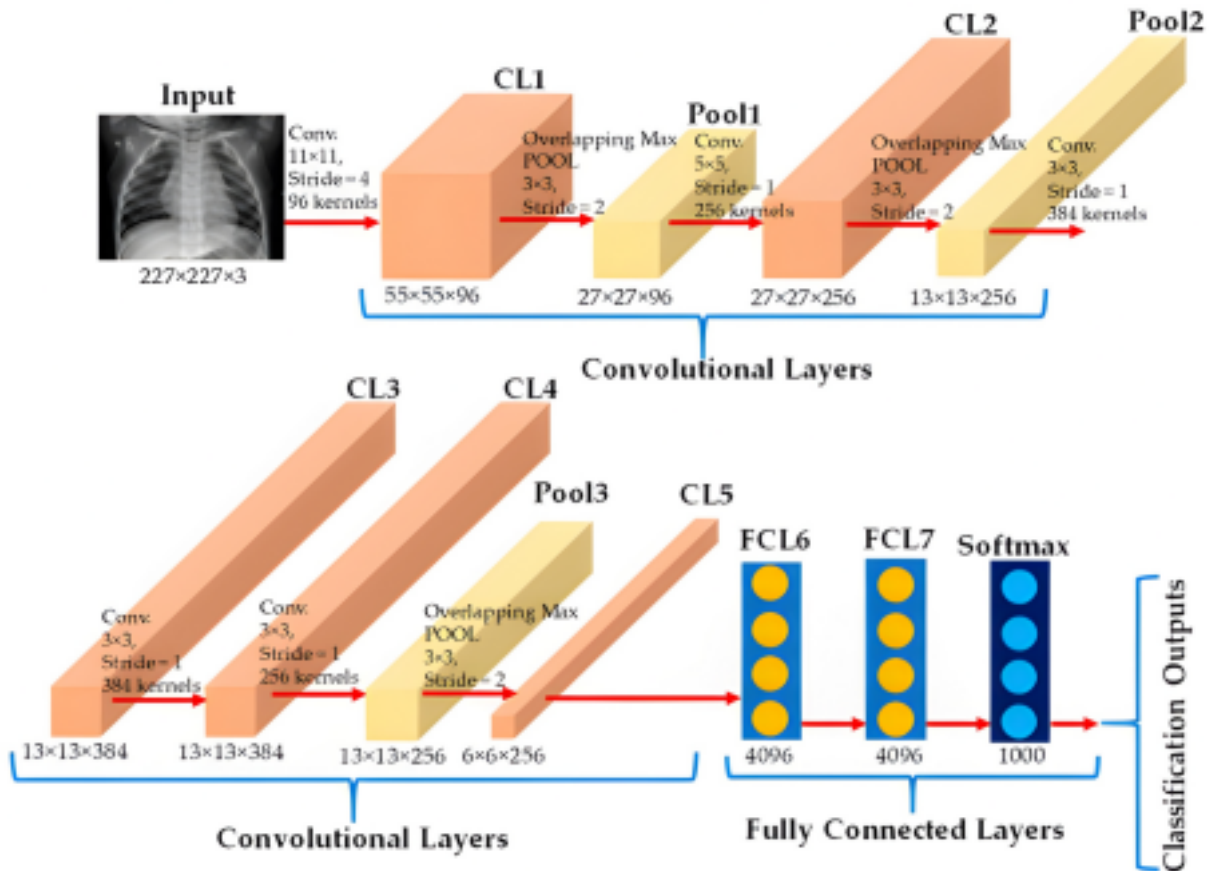 Input
Conv.
11×11,
Stride = 4
96 kernels
227×227×3
CL1
55×55×96
Overlapping Max
POOL
3×3,
Stride = 2
Pool1
27×27×96
Conv.
5×5,
Stride = 1
256 kernels
CL2
27×27×256
Overlapping Max
POOL
3×3,
Stride = 2
Pool2
13×13×256
Conv.
3×3,
Stride = 1
384 kernels
Convolutional Layers
CL3
13×13×384
Conv.
3×3,
Stride = 1
384 kernels
CL4
13×13×384
Conv.
3×3,
Stride = 1
256 kernels
Pool3
13×13×256
Overlapping Max
POOL
3×3,
Stride = 2
CL5
6×6×256
Convolutional Layers
FCL6
4096
FCL7
4096
Softmax
1000
Fully Connected Layers
Classification Outputs